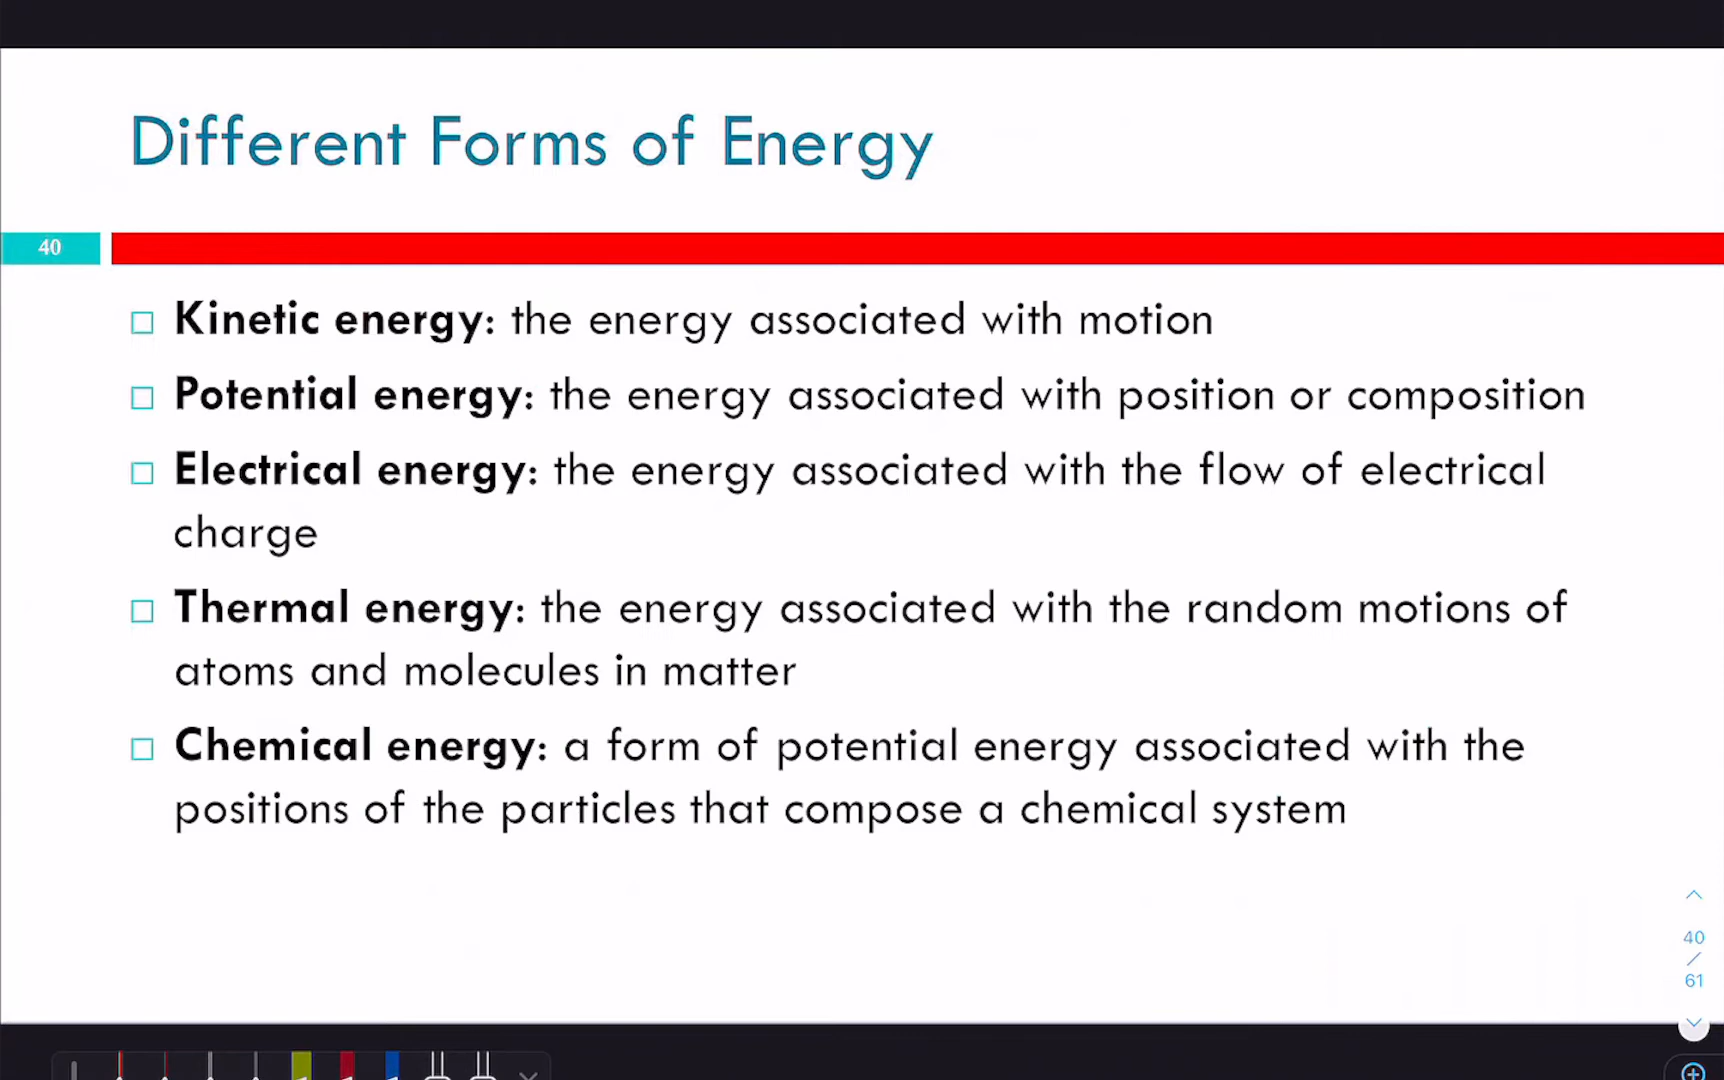 Different Forms of Energy
40
Kinetic energy: the energy associated with motion
Potential energy: the energy associated with position or composition
Electrical energy: the energy associated with the flow of electrical
charge
Thermal energy: the energy associated with the random motions of
atoms and molecules in matter
Chemical energy: a form of potential energy associated with the
positions of the particles that compose a chemical system
40
/
61